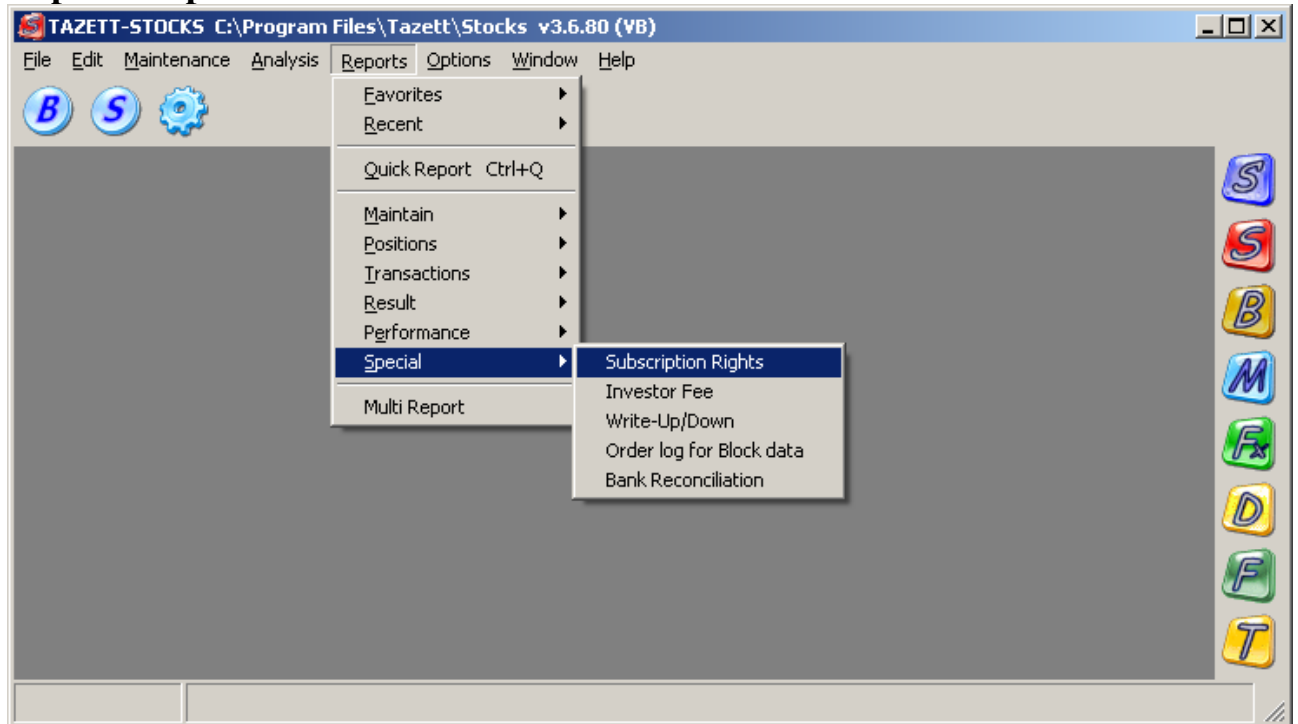 TAZETT-STOCKS C:\Program Files\Tazett\Stocks v3.6.80 (VB)
File Edit Maintenance Analysis Reports Options Window Help
B S
Favorites
Recent
Quick Report Ctrl+Q
Maintain
Positions
Transactions
Result
Performance
Special
Multi Report
Subscription Rights
Investor Fee
Write-Up/Down
Order log for Block data
Bank Reconciliation
S
S
B
M
Fx
D
F
T